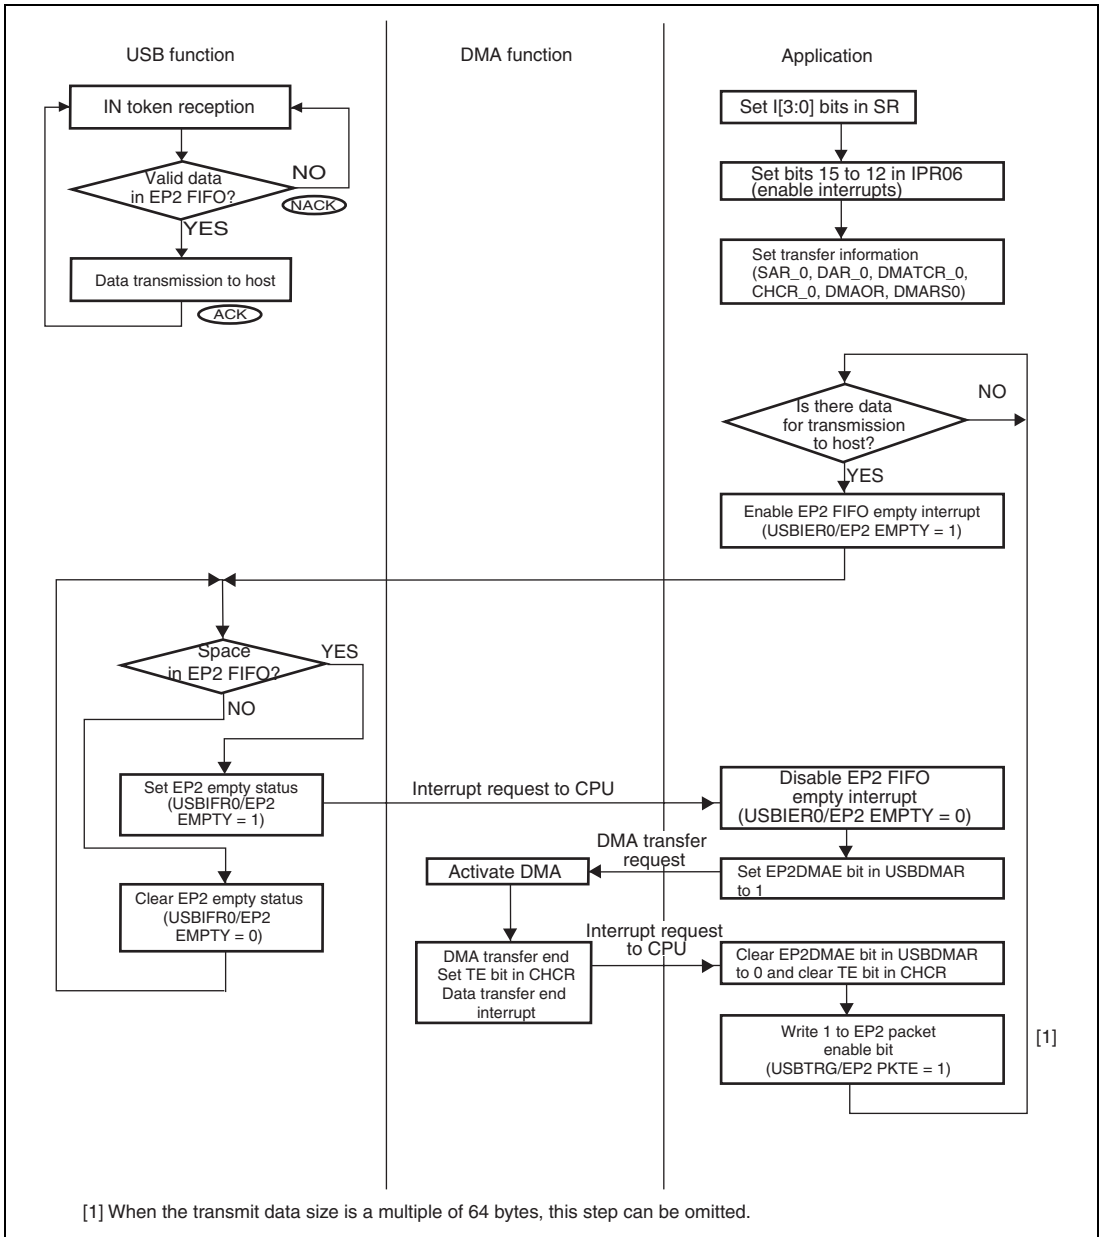 USB function
DMA function
Application
IN token reception
Valid data
in EP2 FIFO?
NO
NACK
YES
Data transmission to host
ACK
Set I[3:0] bits in SR
Set bits 15 to 12 in IPR06
(enable interrupts)
Set transfer information
(SAR_0, DAR_0, DMATCR_0,
CHCR_0, DMAOR, DMARS0)
Is there data
for transmission
to host?
NO
YES
Enable EP2 FIFO empty interrupt
(USBIER0/EP2 EMPTY = 1)
Space
in EP2 FIFO?
YES
NO
Set EP2 empty status
(USBIFR0/EP2
EMPTY = 1)
Interrupt request to CPU
Disable EP2 FIFO
empty interrupt
(USBIER0/EP2 EMPTY = 0)
DMA transfer
request
Activate DMA
Set EP2DMAE bit in USBDMAR
to 1
Clear EP2 empty status
(USBIFR0/EP2
EMPTY = 0)
Interrupt request
to CPU
DMA transfer end
Set TE bit in CHCR
Data transfer end
interrupt
Clear EP2DMAE bit in USBDMAR
to 0 and clear TE bit in CHCR
Write 1 to EP2 packet
enable bit
(USBTRG/EP2 PKTE = 1)
[1]
[1] When the transmit data size is a multiple of 64 bytes, this step can be omitted.